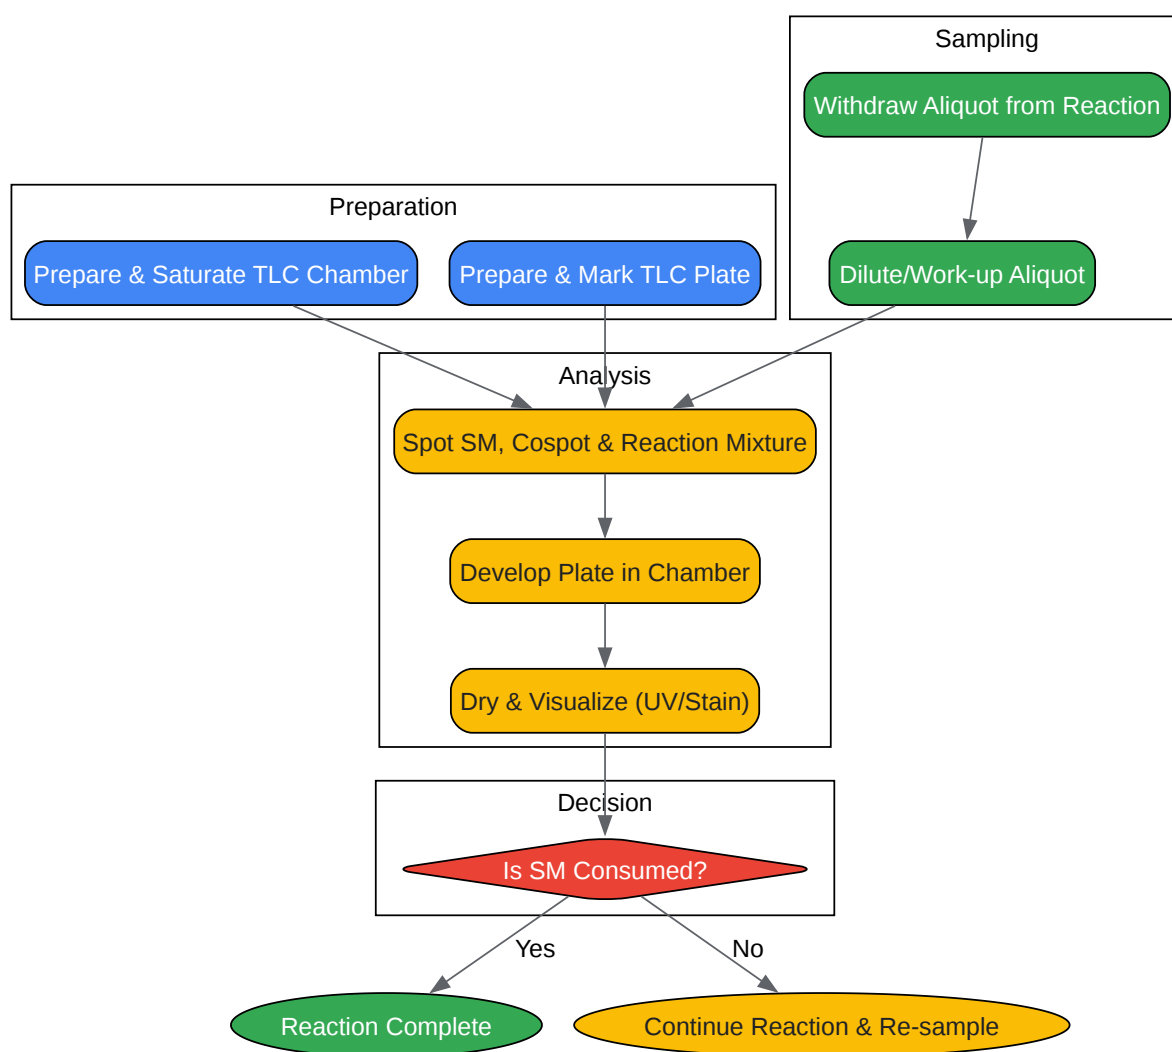 Sampling
Withdraw Aliquot from Reaction
Preparation
Prepare & Saturate TLC Chamber
Prepare & Mark TLC Plate
Dilute/Work-up Aliquot
Analysis
Spot SM, Cospot & Reaction Mixture
Develop Plate in Chamber
Dry & Visualize (UV/Stain)
Decision
Is SM Consumed?
Yes
No
Reaction Complete
Continue Reaction & Re-sample